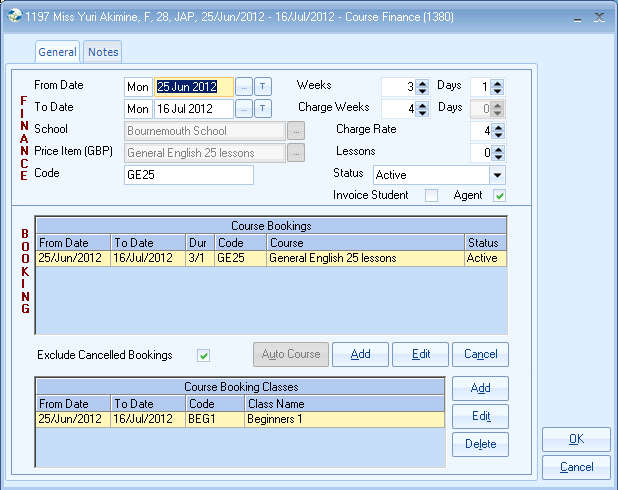 1197 Miss Yuri Akimine, F, 28, JAP, 25/Jun/2012 - 16/Jul/2012 - Course Finance (1380)
General Notes
FINANCE
From Date Mon 25 Jun 2012 ... T Weeks 3 Days 1
To Date Mon 16 Jul 2012 ... T Charge Weeks 4 Days 0
School Bournemouth School ... Charge Rate 4
Price Item (GBP) General English 25 lessons ... Lessons 0
Code GE25 Status Active
Invoice Student Agent
BOOKING
Course Bookings
From Date To Date Dur Code Course Status
25/Jun/2012 16/Jul/2012 3/1 GE25 General English 25 lessons Active
Exclude Cancelled Bookings Auto Course Add Edit Cancel
Course Booking Classes
From Date To Date Code Class Name
25/Jun/2012 16/Jul/2012 BEG1 Beginners 1
Add
Edit
Delete
OK
Cancel